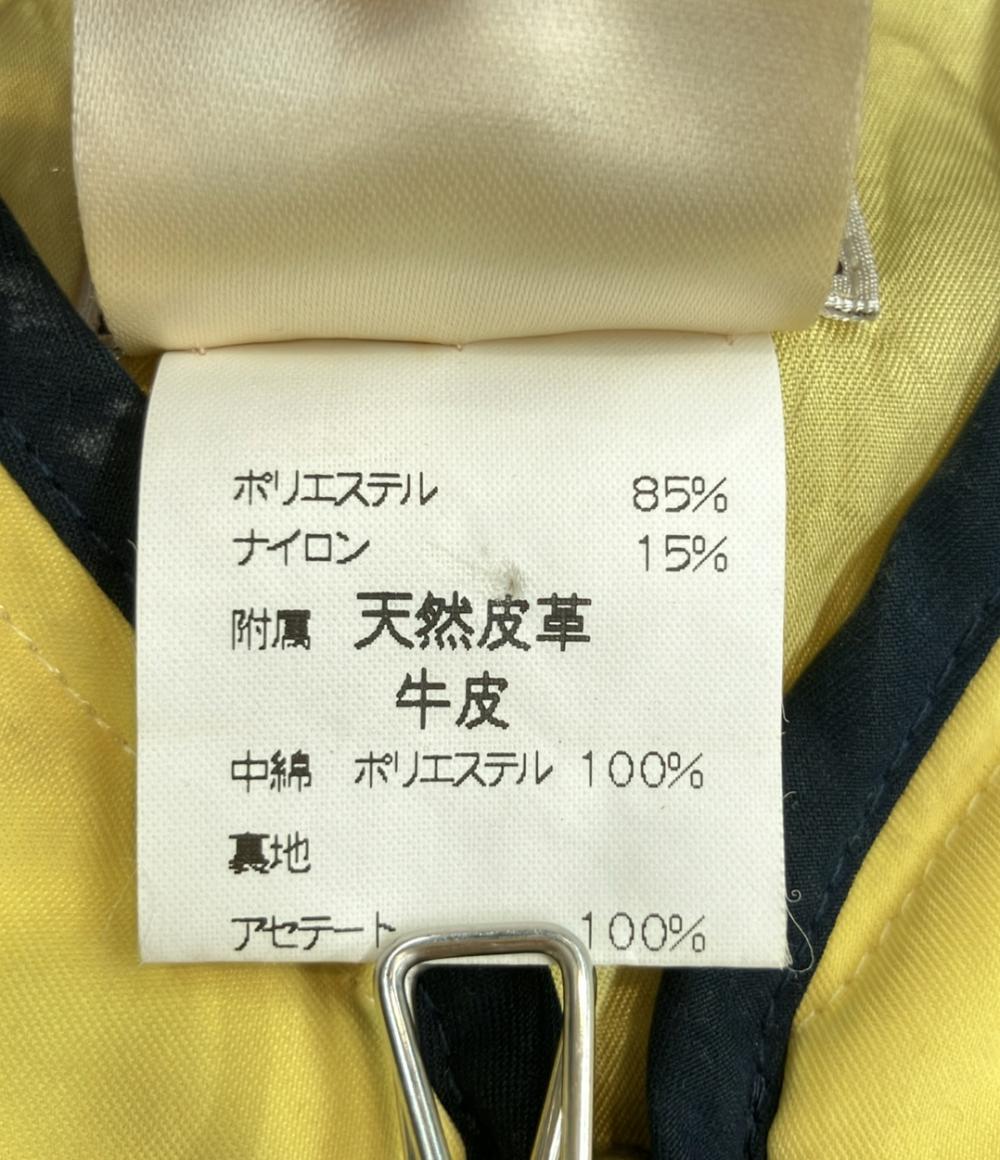 ポリエステル 85%
ナイロン 15%
附属 天然皮革
牛皮
中綿 ポリエステル 100%
裏地
アセテート 100%